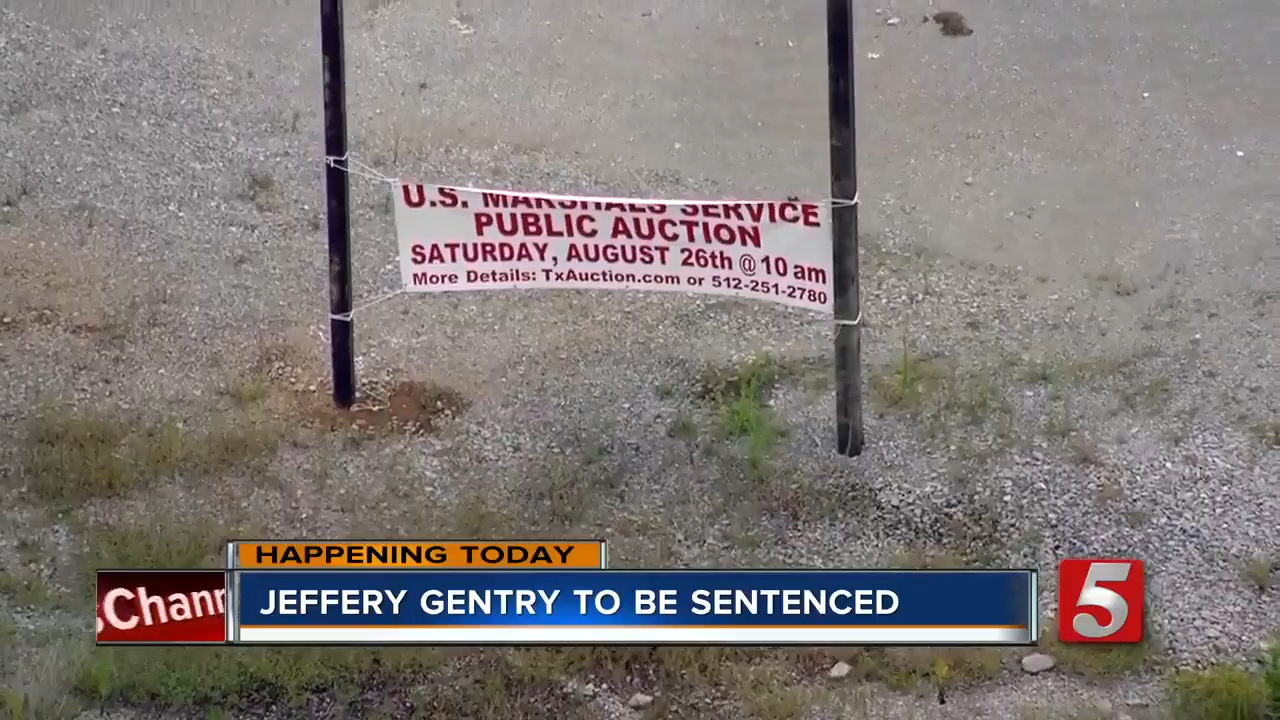 U.S. MARSHALS SERVICE
PUBLIC AUCTION
SATURDAY, AUGUST 26th @ 10 am
More Details: TxAuction.com or 512-251-2780
HAPPENING TODAY
sChann
JEFFERY GENTRY TO BE SENTENCED
5